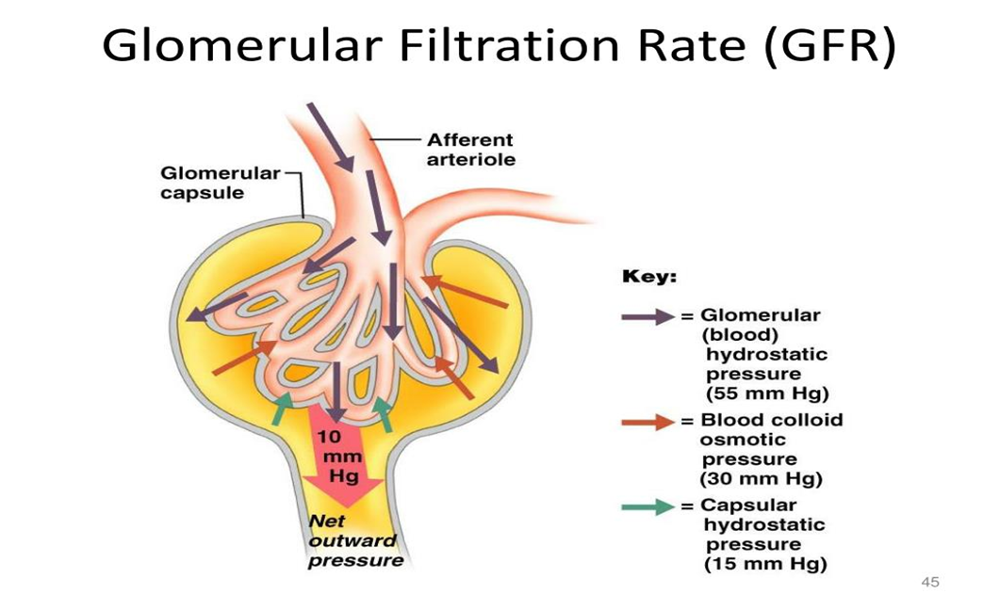 Glomerular Filtration Rate (GFR)
Afferent
arteriole
Glomerular
capsule
10
mm
Hg
Net
outward
pressure
Key:
= Glomerular
(blood)
hydrostatic
pressure
(55 mm Hg)
= Blood colloid
osmotic
pressure
(30 mm Hg)
= Capsular
hydrostatic
pressure
(15 mm Hg)
45